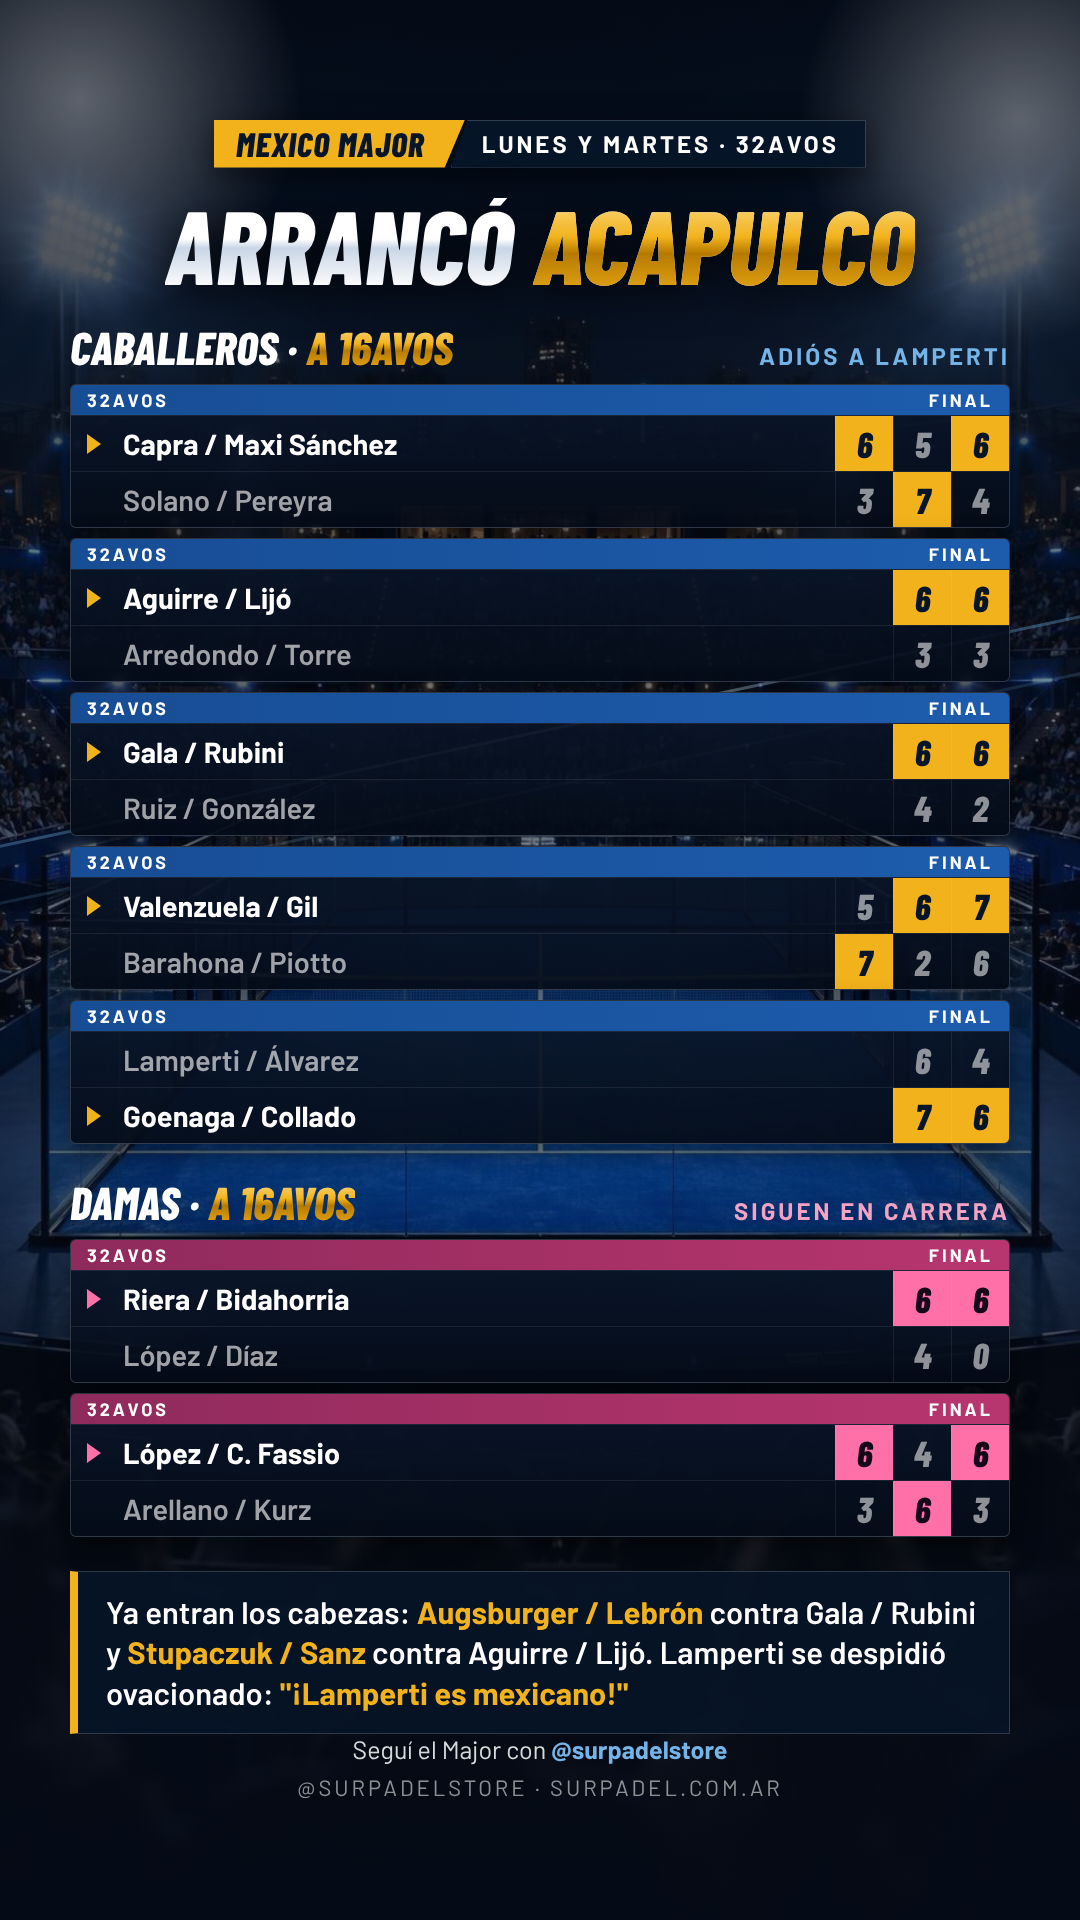 MEXICO MAJOR LUNES Y MARTES · 32AVOS
ARRANCÓ ACAPULCO
CABALLEROS · A 16AVOS ADIÓS A LAMPERTI
32AVOS FINAL
Capra / Maxi Sánchez 6 5 6
Solano / Pereyra 3 7 4
32AVOS FINAL
Aguirre / Lijó 6 6
Arredondo / Torre 3 3
32AVOS FINAL
Gala / Rubini 6 6
Ruiz / González 4 2
32AVOS FINAL
Valenzuela / Gil 5 6 7
Barahona / Piotto 7 2 6
32AVOS FINAL
Lamperti / Álvarez 6 4
Goenaga / Collado 7 6
DAMAS · A 16AVOS SIGUEN EN CARRERA
32AVOS FINAL
Riera / Bidahorria 6 6
López / Díaz 4 0
32AVOS FINAL
López / C. Fassio 6 4 6
Arellano / Kurz 3 6 3
Ya entran los cabezas: Augsburger / Lebrón contra Gala / Rubini
y Stupaczuk / Sanz contra Aguirre / Lijó. Lamperti se despidió
ovacionado: "¡Lamperti es mexicano!"
Seguí el Major con @surpadelstore
@SURPADELSTORE · SURPADEL.COM.AR